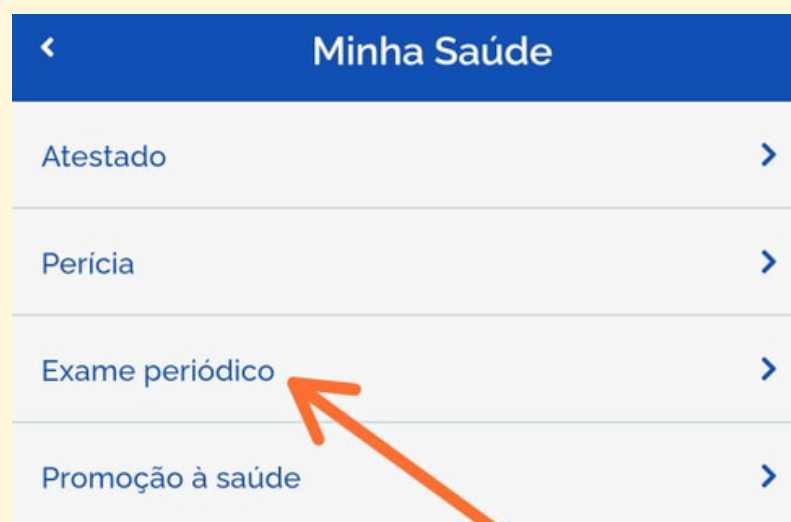 Minha Saúde
Atestado
Perícia
Exame periódico
Promoção à saúde